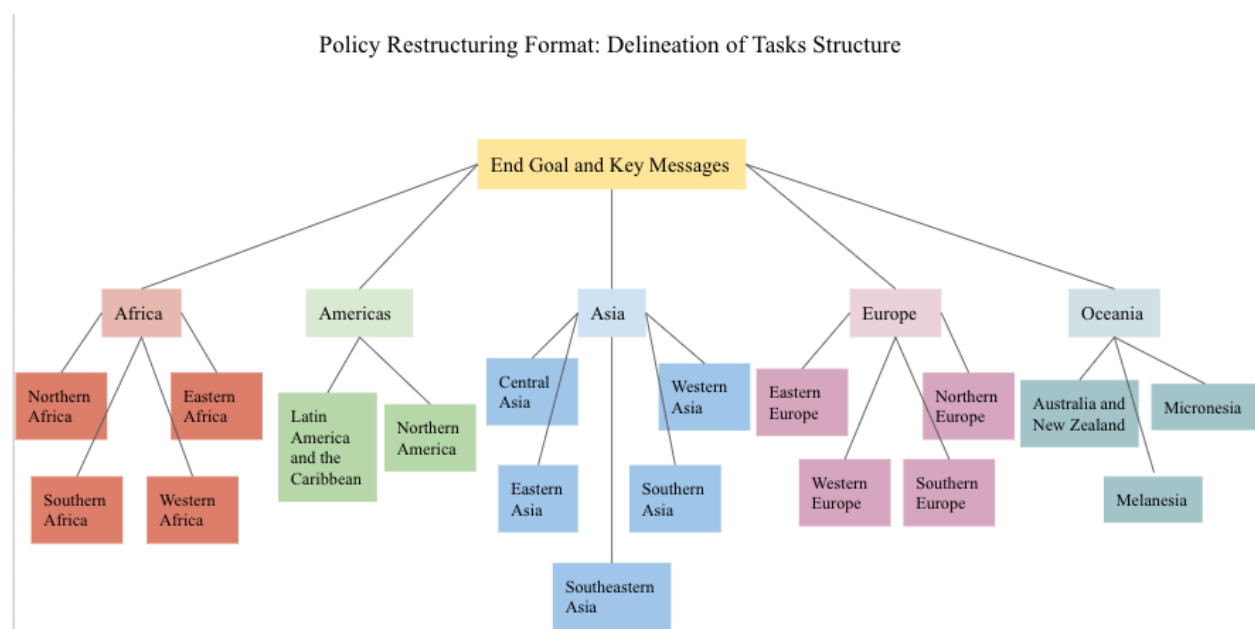 Policy Restructuring Format: Delineation of Tasks Structure
End Goal and Key Messages
Africa
Americas
Asia
Europe
Oceania
Northern
Africa
Eastern
Africa
Southern
Africa
Western
Africa
Latin
America
and the
Caribbean
Northern
America
Central
Asia
Western
Asia
Eastern
Asia
Southern
Asia
Southeastern
Asia
Eastern
Europe
Northern
Europe
Western
Europe
Southern
Europe
Australia and
New Zealand
Micronesia
Melanesia